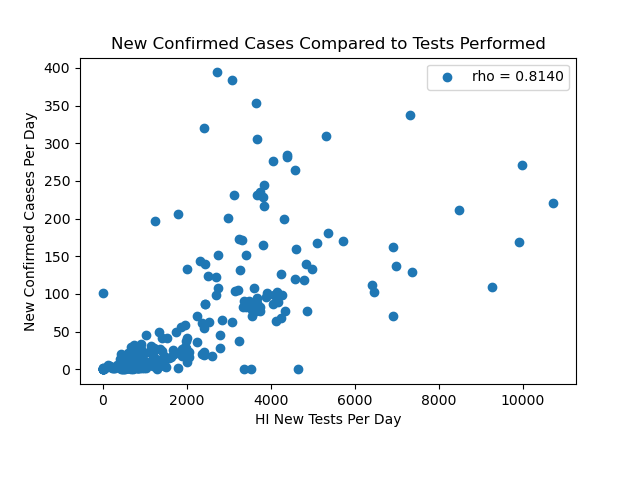 New Confirmed Cases Compared to Tests Performed
rho = 0.8140
New Confirmed Caeses Per Day
400
350
300
250
200
150
100
50
0
0 2000 4000 6000 8000 10000
HI New Tests Per Day